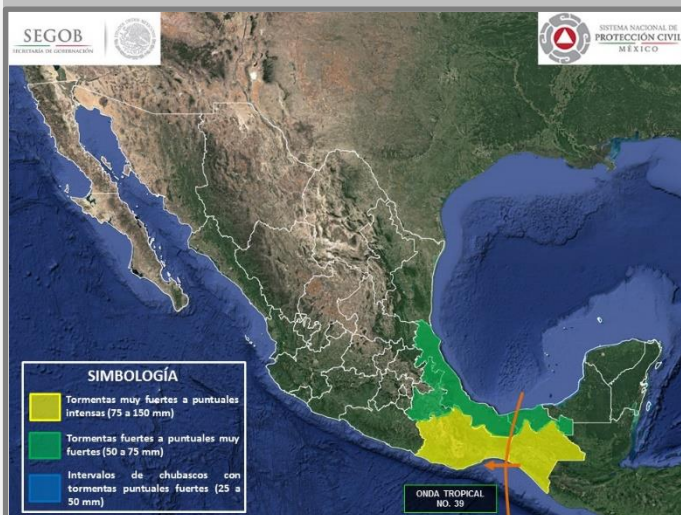 SEGOB
SECRETARÍA DE GOBERNACIÓN
SISTEMA NACIONAL DE
PROTECCIÓN CIVIL
MÉXICO
SIMBOLOGÍA
Tormentas muy fuertes a puntuales
intensas (75 a 150 mm)
Tormentas fuertes a puntuales muy
fuertes (50 a 75 mm)
Intervalos de chubascos con
tormentas puntuales fuertes (25 a
50 mm)
ONDA TROPICAL
NO. 39